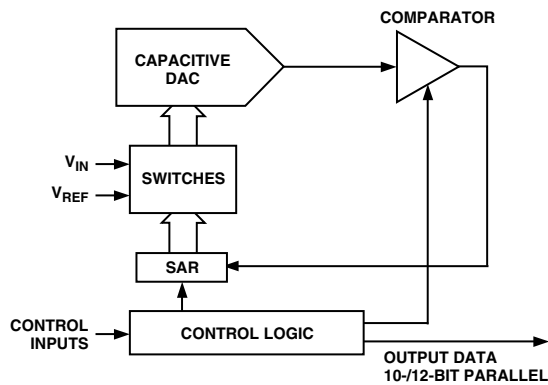 COMPARATOR
CAPACITIVE
DAC
V_IN
V_REF
SWITCHES
SAR
CONTROL
INPUTS
CONTROL LOGIC
OUTPUT DATA
10-/12-BIT PARALLEL